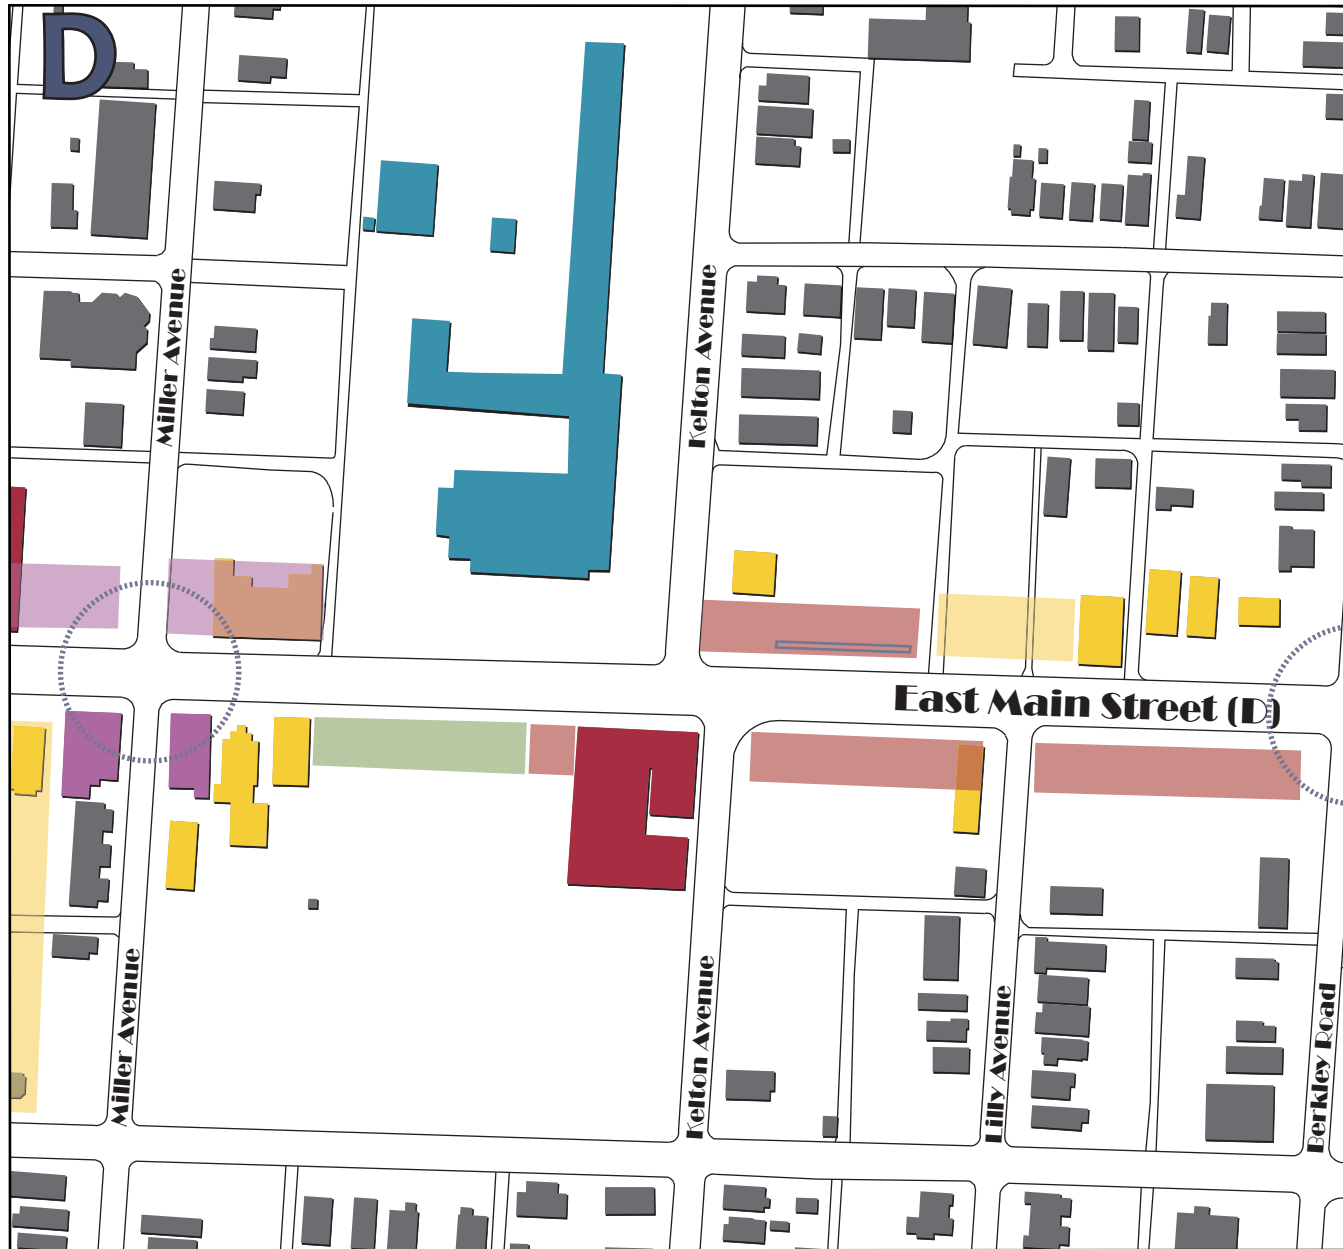 D
Miller Avenue
Kelton Avenue
East Main Street (D)
Miller Avenue
Kelton Avenue
Lilly Avenue
Berkley Road